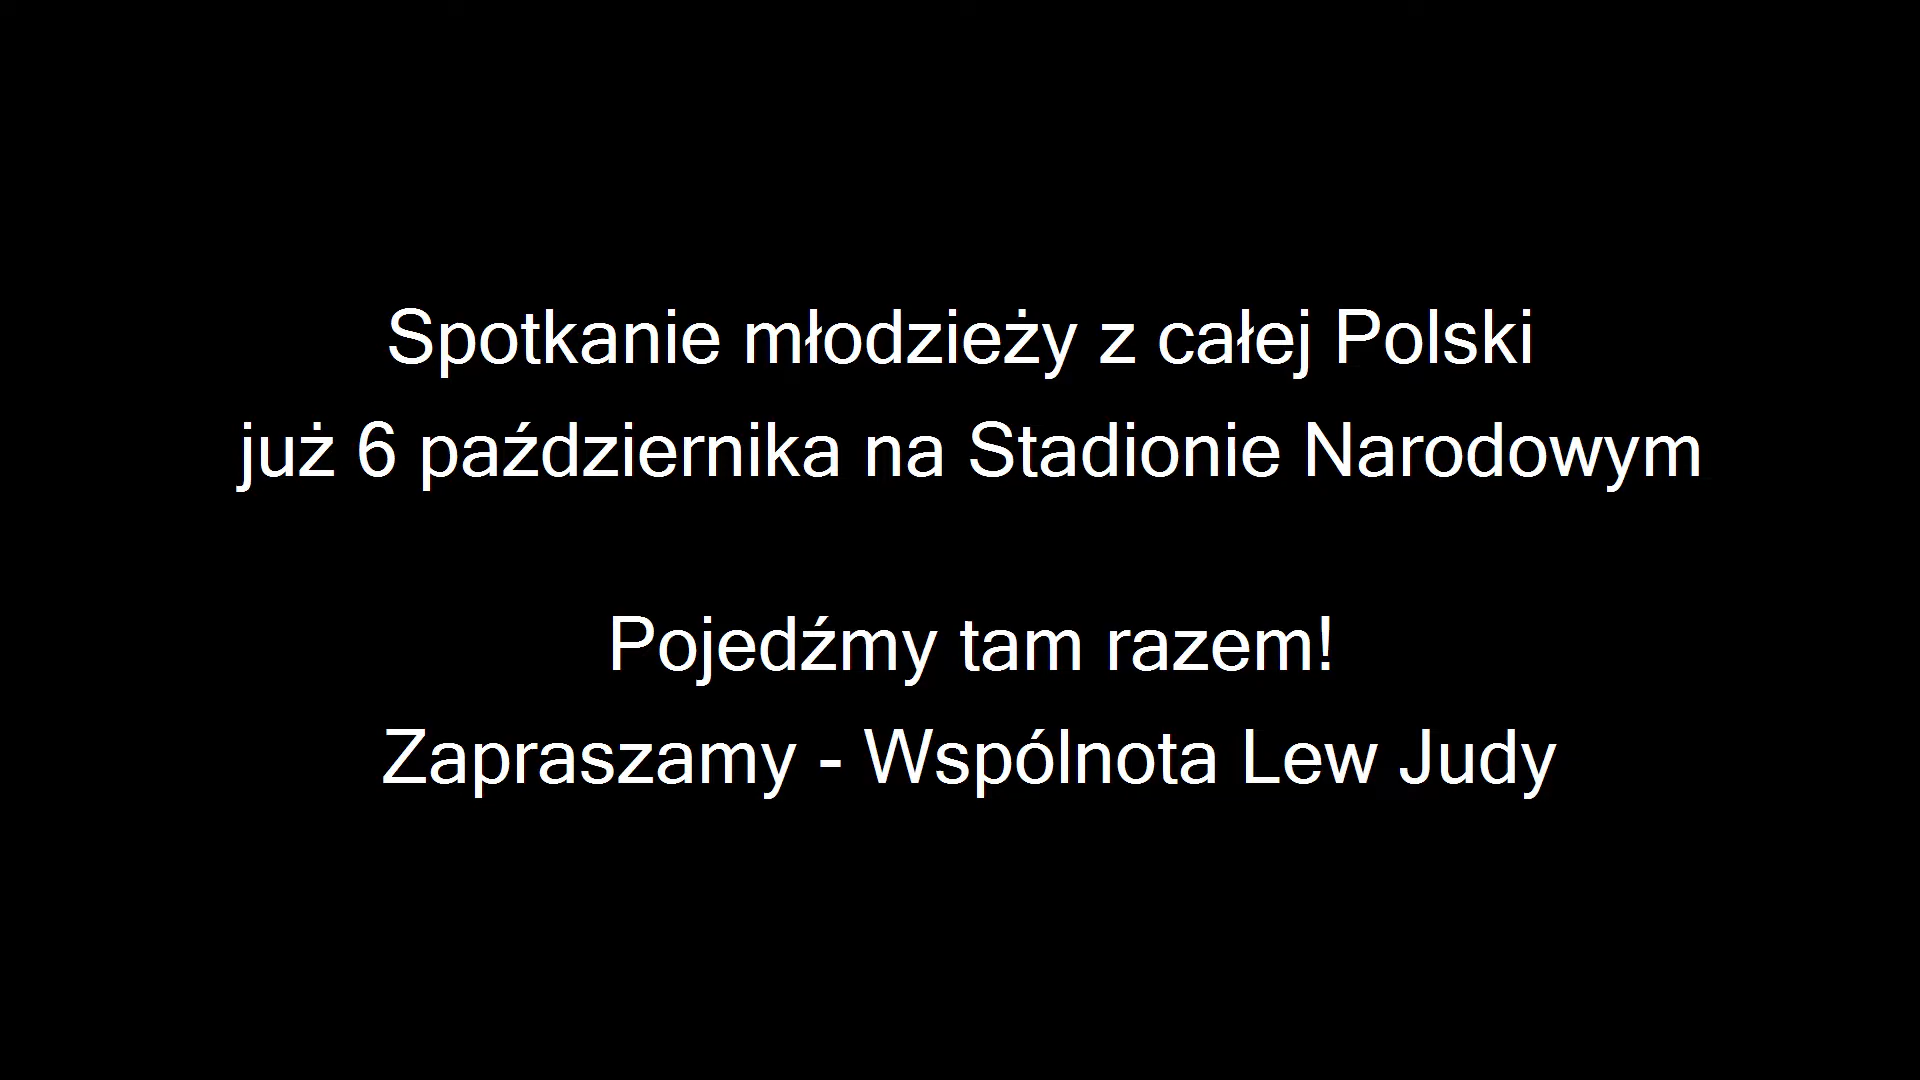 Spotkanie młodzieży z całej Polski
już 6 października na Stadionie Narodowym
Pojedźmy tam razem!
Zapraszamy - Wspólnota Lew Judy